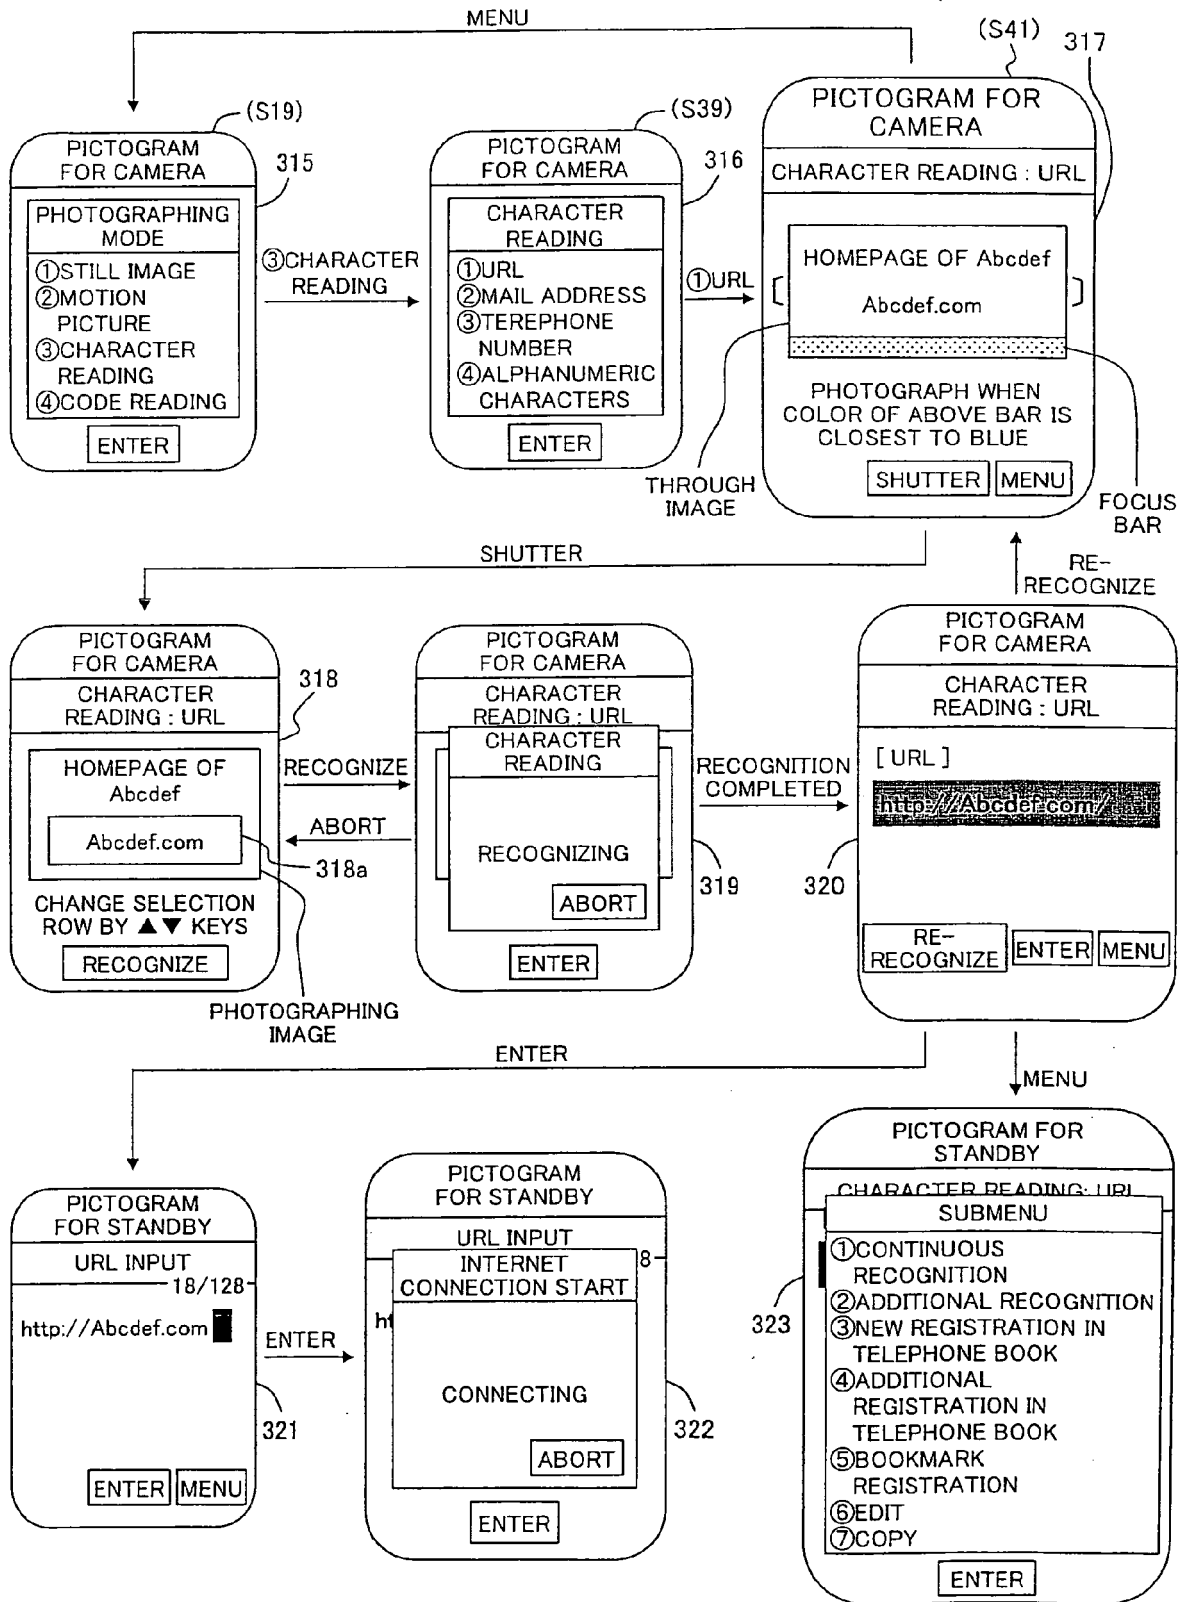 MENU
(S41)
317
PICTOGRAM FOR
CAMERA
CHARACTER READING : URL
HOMEPAGE OF Abcdef
Abcdef.com
PHOTOGRAPH WHEN
COLOR OF ABOVE BAR IS
CLOSEST TO BLUE
SHUTTER
MENU
THROUGH
IMAGE
FOCUS
BAR
(S19)
PICTOGRAM
FOR CAMERA
315
PHOTOGRAPHING
MODE
①STILL IMAGE
②MOTION
PICTURE
③CHARACTER
READING
④CODE READING
ENTER
③CHARACTER
READING
(S39)
PICTOGRAM
FOR CAMERA
316
CHARACTER
READING
①URL
②MAIL ADDRESS
③TEREPHONE
NUMBER
④ALPHANUMERIC
CHARACTERS
ENTER
①URL
SHUTTER
RE-
RECOGNIZE
PICTOGRAM
FOR CAMERA
CHARACTER
READING : URL
318
HOMEPAGE OF
Abcdef
Abcdef.com
318a
CHANGE SELECTION
ROW BY ▲▼ KEYS
RECOGNIZE
PHOTOGRAPHING
IMAGE
RECOGNIZE
ABORT
PICTOGRAM
FOR CAMERA
CHARACTER
READING : URL
CHARACTER
READING
RECOGNIZING
ABORT
319
ENTER
RECOGNITION
COMPLETED
PICTOGRAM
FOR CAMERA
CHARACTER
READING : URL
[ URL ]
http://Abcdef.com/
320
RE-
RECOGNIZE
ENTER
MENU
ENTER
MENU
PICTOGRAM
FOR STANDBY
URL INPUT
18/128
http://Abcdef.com
321
ENTER
MENU
ENTER
PICTOGRAM
FOR STANDBY
URL INPUT
8
INTERNET
CONNECTION START
ht
CONNECTING
322
ABORT
ENTER
PICTOGRAM FOR
STANDBY
CHARACTER READING: URL
SUBMENU
①CONTINUOUS
RECOGNITION
②ADDITIONAL RECOGNITION
323
③NEW REGISTRATION IN
TELEPHONE BOOK
④ADDITIONAL
REGISTRATION IN
TELEPHONE BOOK
⑤BOOKMARK
REGISTRATION
⑥EDIT
⑦COPY
ENTER